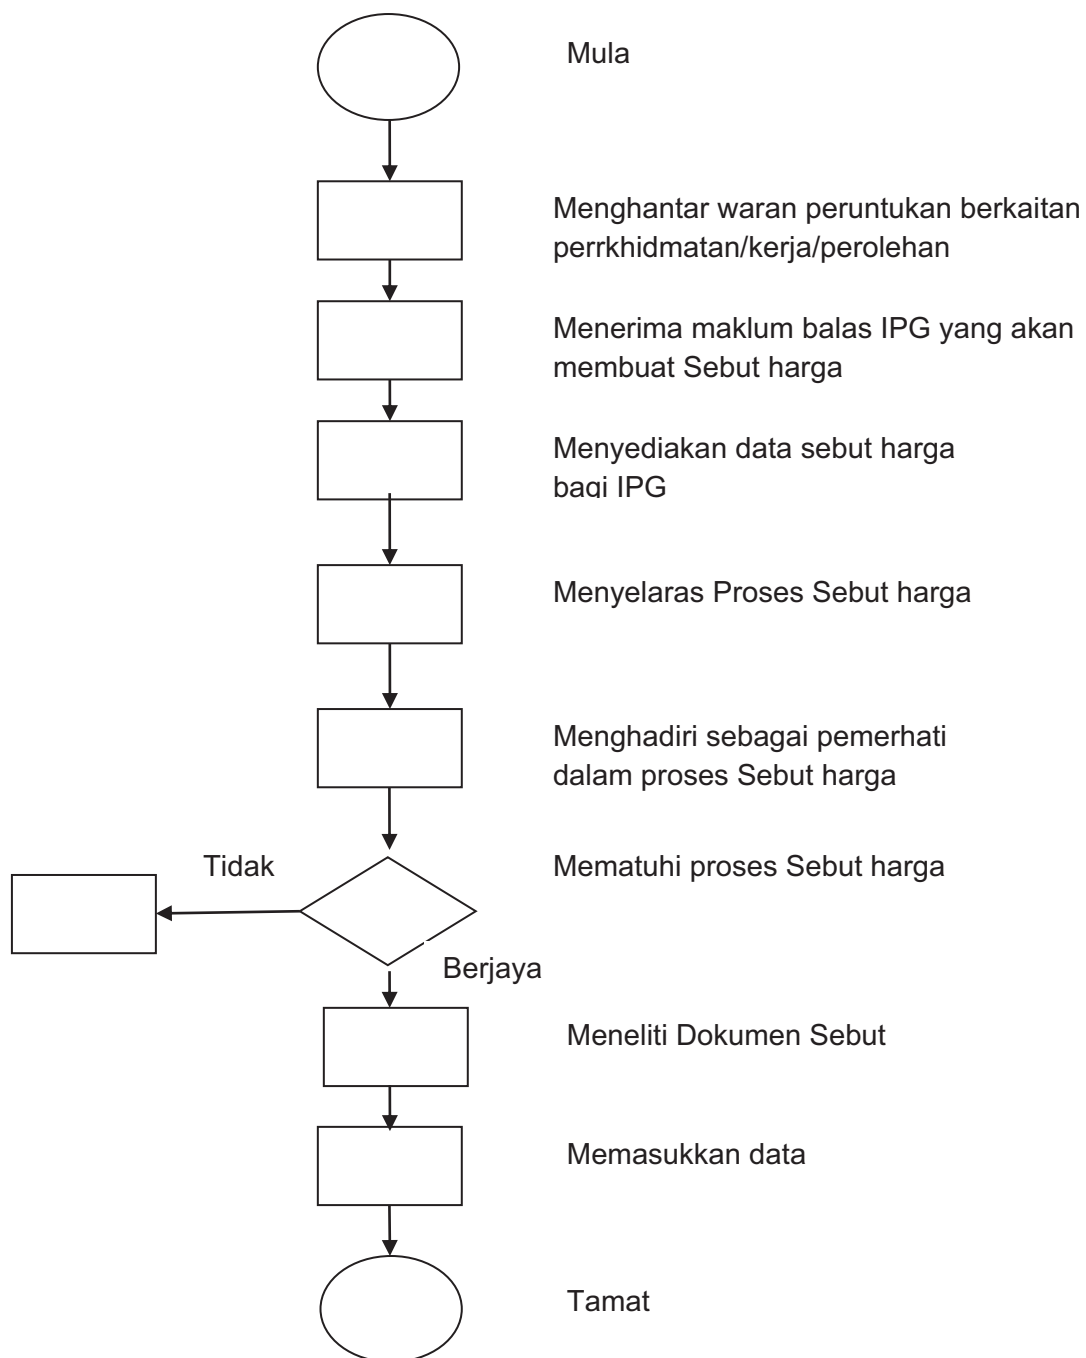 Mula
Menghantar waran peruntukan berkaitan
perrkhidmatan/kerja/perolehan
Menerima maklum balas IPG yang akan
membuat Sebut harga
Menyediakan data sebut harga
bagi IPG
Menyelaras Proses Sebut harga
Menghadiri sebagai pemerhati
dalam proses Sebut harga
Tidak
Mematuhi proses Sebut harga
Berjaya
Meneliti Dokumen Sebut
Memasukkan data
Tamat